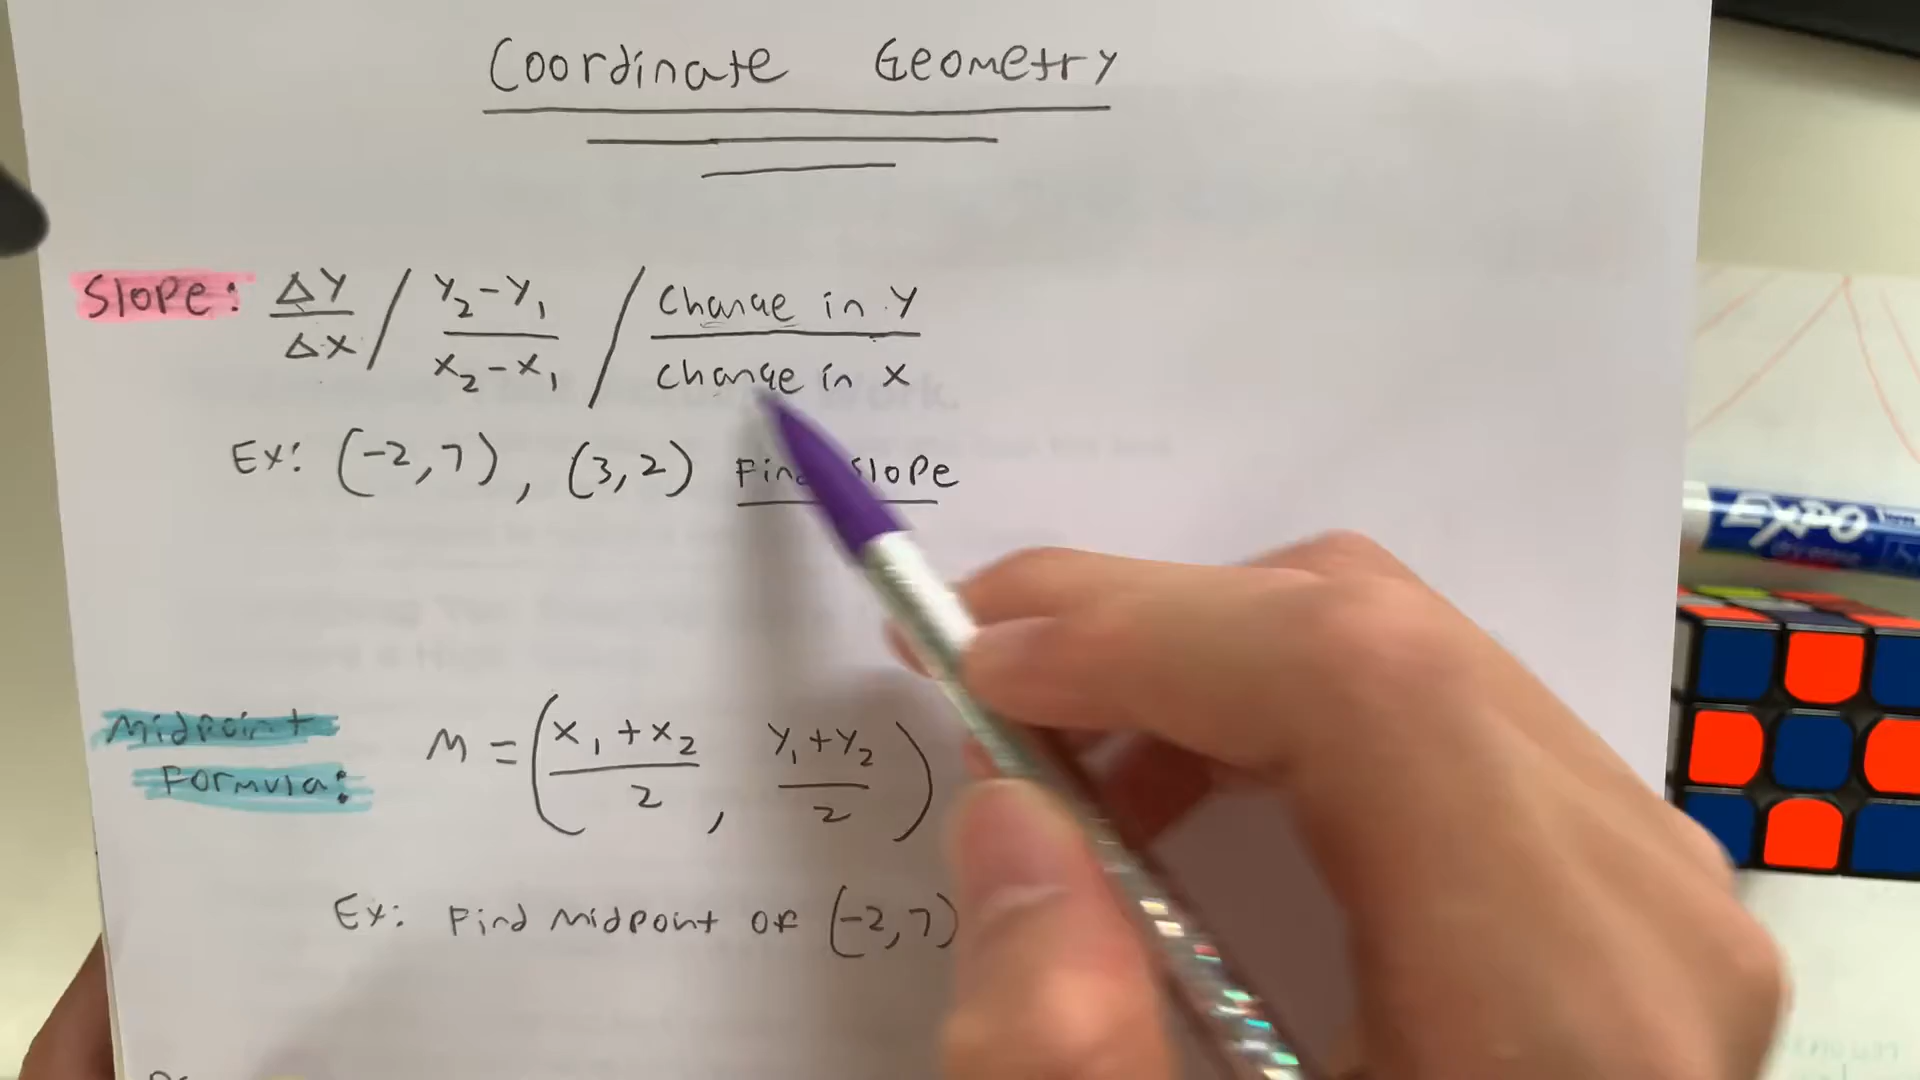 Coordinate Geometry
Slope: ΔY/ΔX / Y₂-Y₁/X₂-X₁ / Change in Y/Change in X
Ex: (-2,7), (3,2) Find Slope
Midpoint
Formula:
M = (X₁+X₂/2, Y₁+Y₂/2)
Ex: Find Midpoint of (-2,7)
EXPO